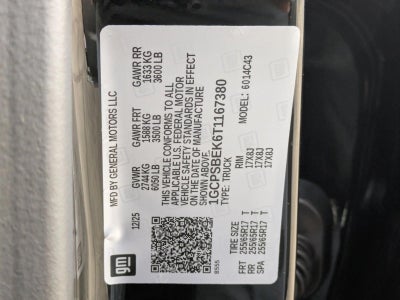 gm
MFD BY GENERAL MOTORS LLC
12/25 GVWR GAWR FRT GAWR RR
2744 KG 1588 KG 1633 KG
6050 LB 3500 LB 3600 LB
THIS VEHICLE CONFORMS TO ALL
APPLICABLE U.S. FEDERAL MOTOR
VEHICLE SAFETY STANDARDS IN EFFECT
ON THE DATE OF MANUFACTURE
SHOWN ABOVE.
1GCPSBEK6T1167380
TYPE: TRUCK MODEL: 6014C43
TIRE SIZE RIM
FRT 255/65R17 T 17X8J
RR 255/65R17 T 17X8J
SPA 255/65R17 T 17X8J